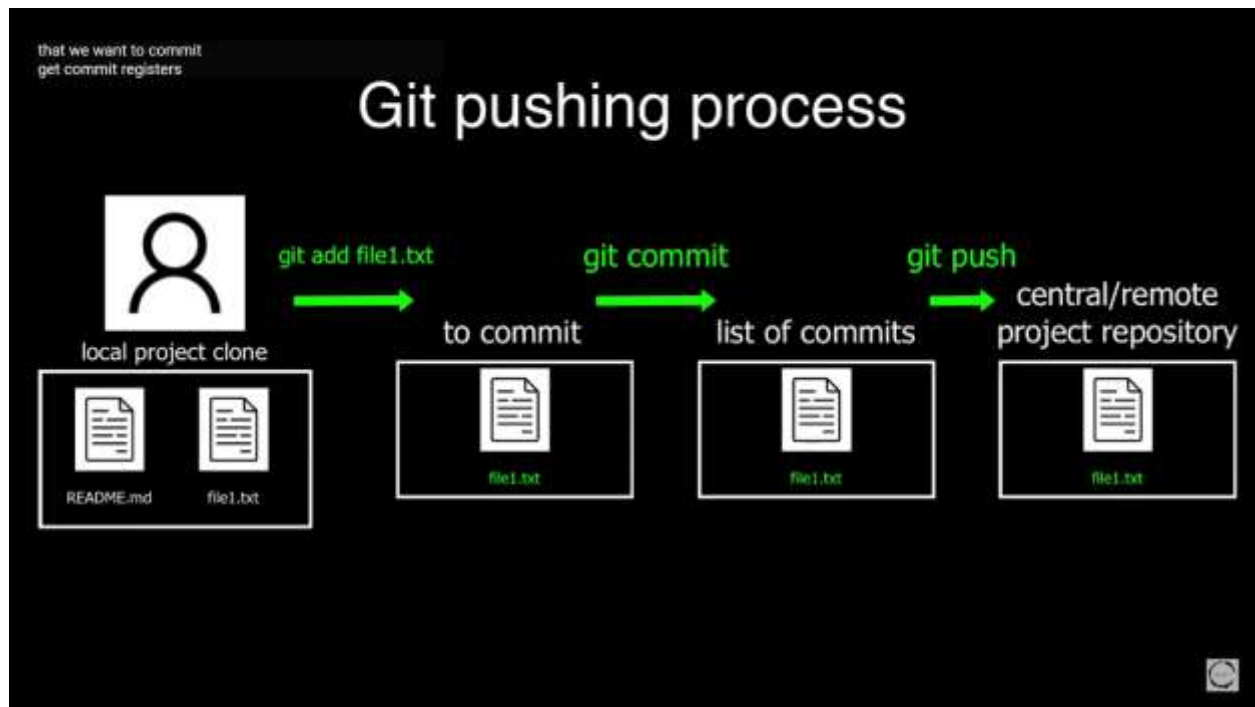 that we want to commit
get commit registers
Git pushing process
git add file1.txt
git commit
git push
to commit
list of commits
central/remote
project repository
local project clone
README.md
file1.txt
file1.txt
file1.txt
file1.txt